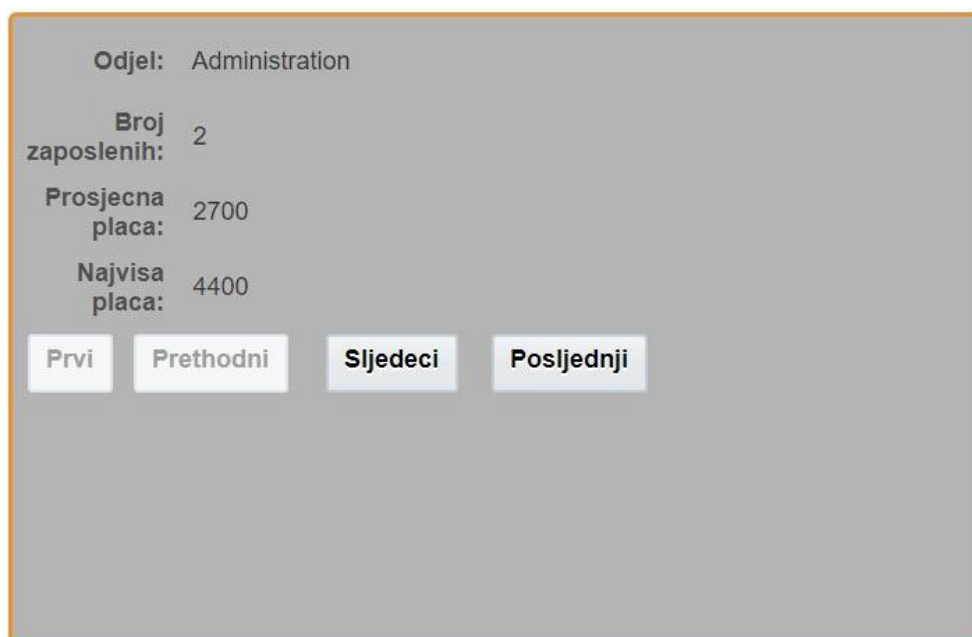 Odjel: Administration
Broj
zaposlenih: 2
Prosjecna
placa: 2700
Najvisa
placa: 4400
Prvi Prethodni Sljedeci Posljednji